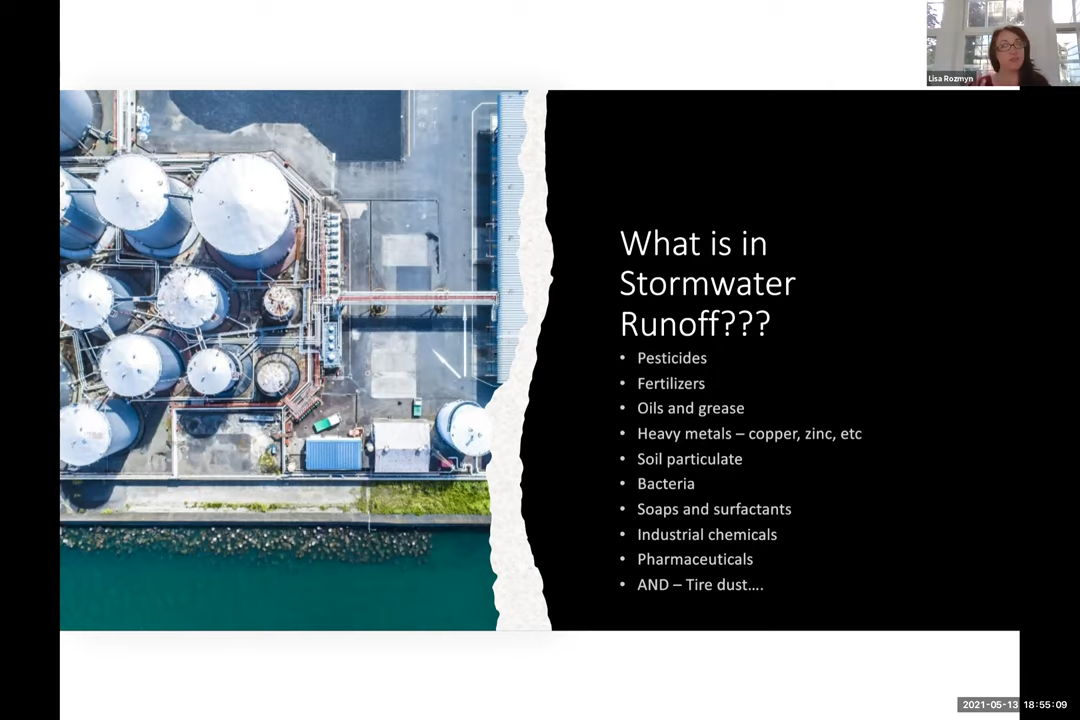 Lisa Rozmyn
What is in
Stormwater
Runoff???
• Pesticides
• Fertilizers
• Oils and grease
• Heavy metals – copper, zinc, etc
• Soil particulate
• Bacteria
• Soaps and surfactants
• Industrial chemicals
• Pharmaceuticals
• AND – Tire dust....
2021-05-13 18:55:09